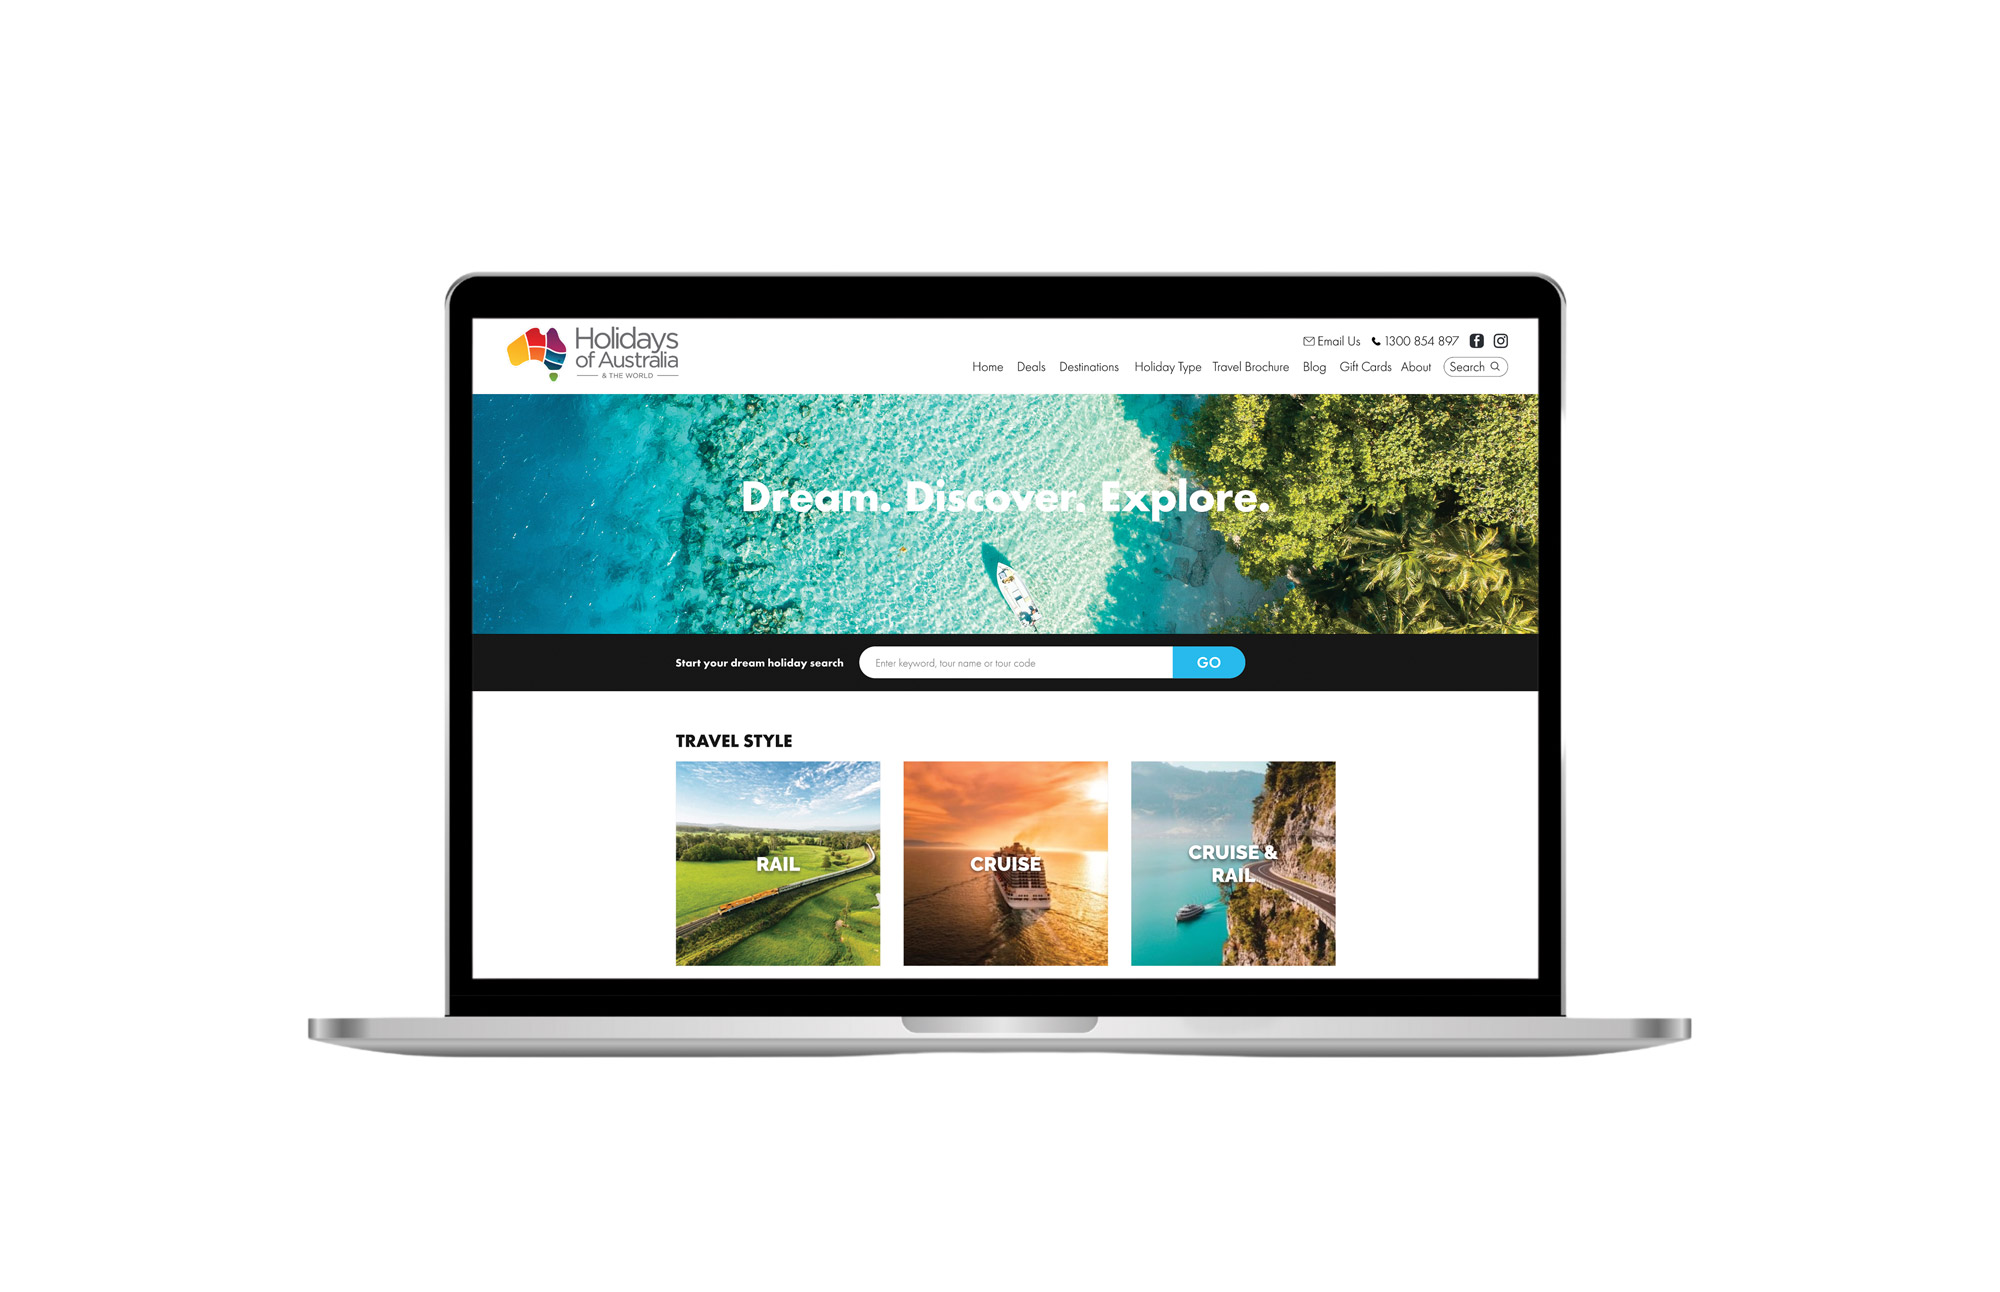 Holidays
of Australia
& THE WORLD
Email Us 1300 854 897
Home Deals Destinations Holiday Type Travel Brochure Blog Gift Cards About Search
Dream. Discover. Explore.
Start your dream holiday search Enter keyword, tour name or tour code GO
TRAVEL STYLE
RAIL
CRUISE
CRUISE &
RAIL